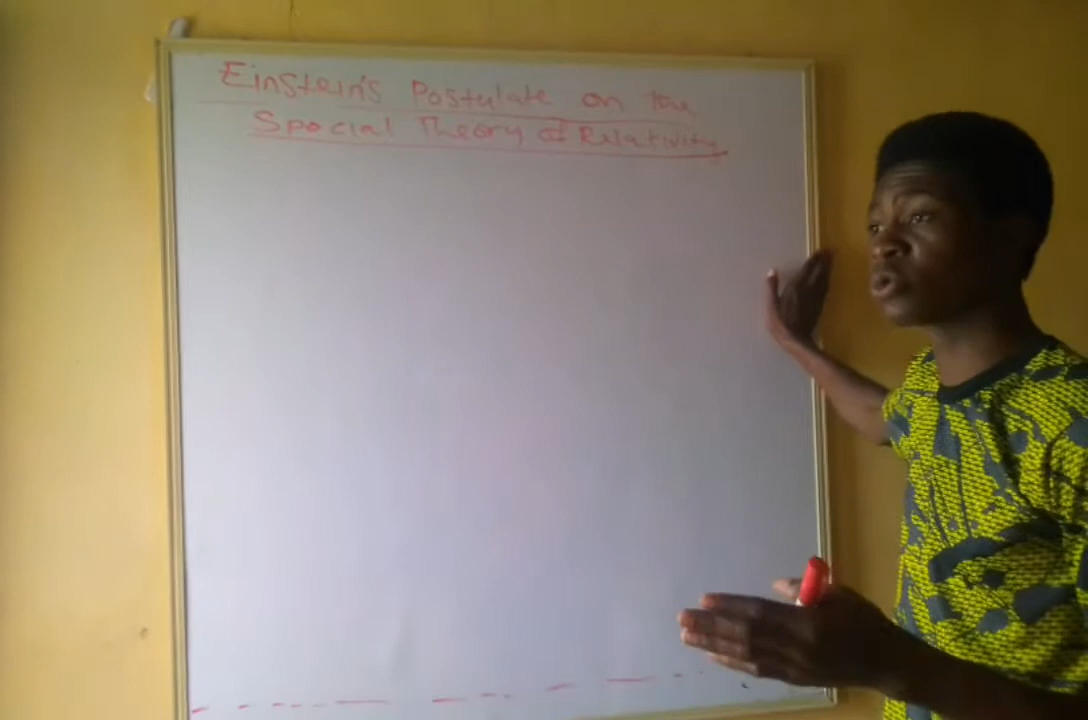 Einstein's Postulate on the
Special Theory of Relativity